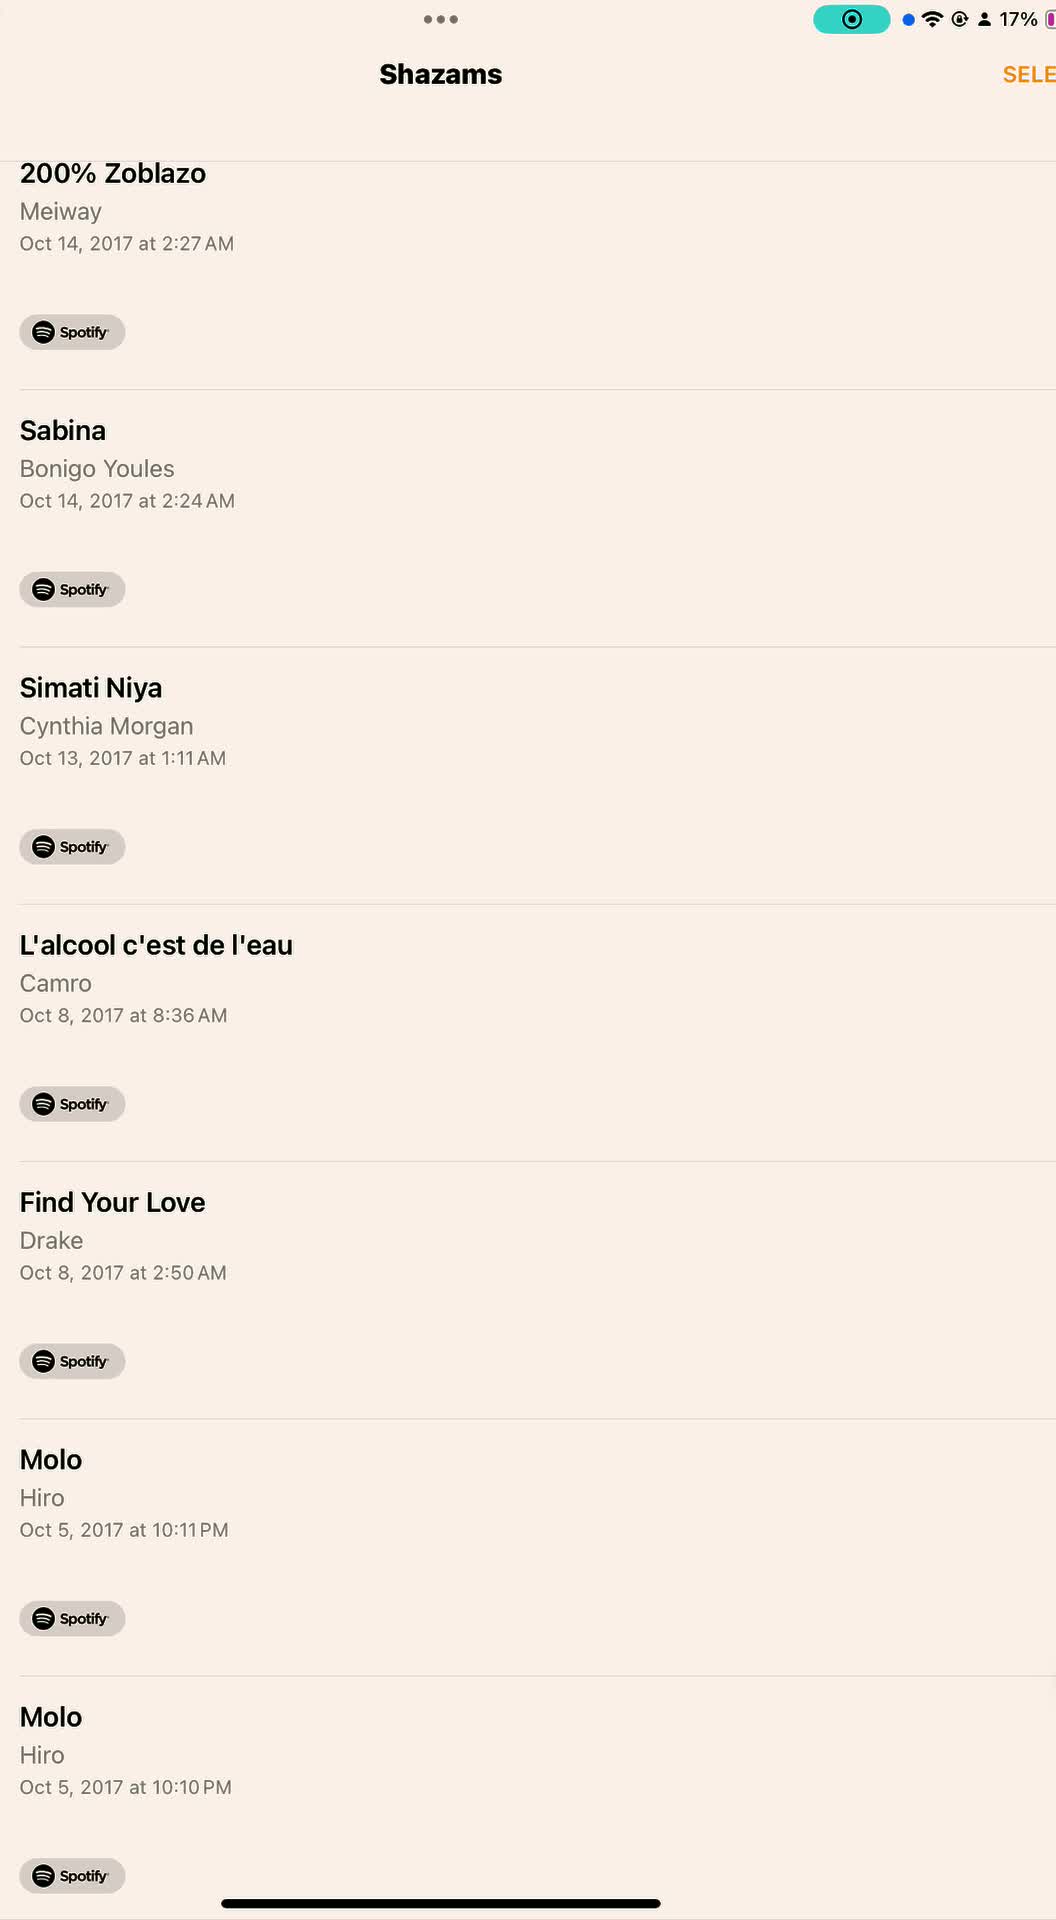 17%
Shazams
SELE
200% Zoblazo
Meiway
Oct 14, 2017 at 2:27 AM
Spotify
Sabina
Bonigo Youles
Oct 14, 2017 at 2:24 AM
Spotify
Simati Niya
Cynthia Morgan
Oct 13, 2017 at 1:11 AM
Spotify
L'alcool c'est de l'eau
Camro
Oct 8, 2017 at 8:36 AM
Spotify
Find Your Love
Drake
Oct 8, 2017 at 2:50 AM
Spotify
Molo
Hiro
Oct 5, 2017 at 10:11 PM
Spotify
Molo
Hiro
Oct 5, 2017 at 10:10 PM
Spotify